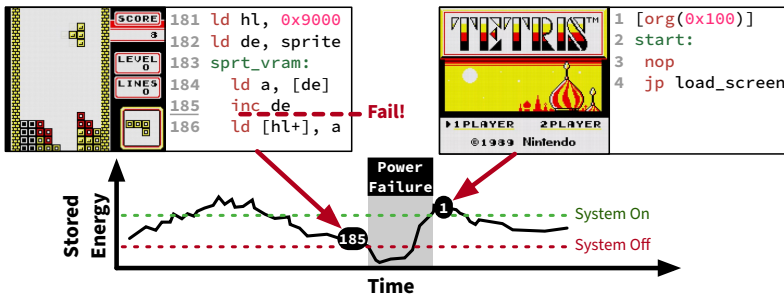 SCORE
3
LEVEL
0
LINES
0
181 ld hl, 0x9000
182 ld de, sprite
183 sprt_vram:
184 ld a, [de]
185 inc de
186 ld [hl+], a
Fail!
TETRIS™
1PLAYER 2PLAYER
©1989 Nintendo
1 [org(0x100)]
2 start:
3 nop
4 jp load_screen
Power
Failure
Stored
Energy
185
1
System On
System Off
Time